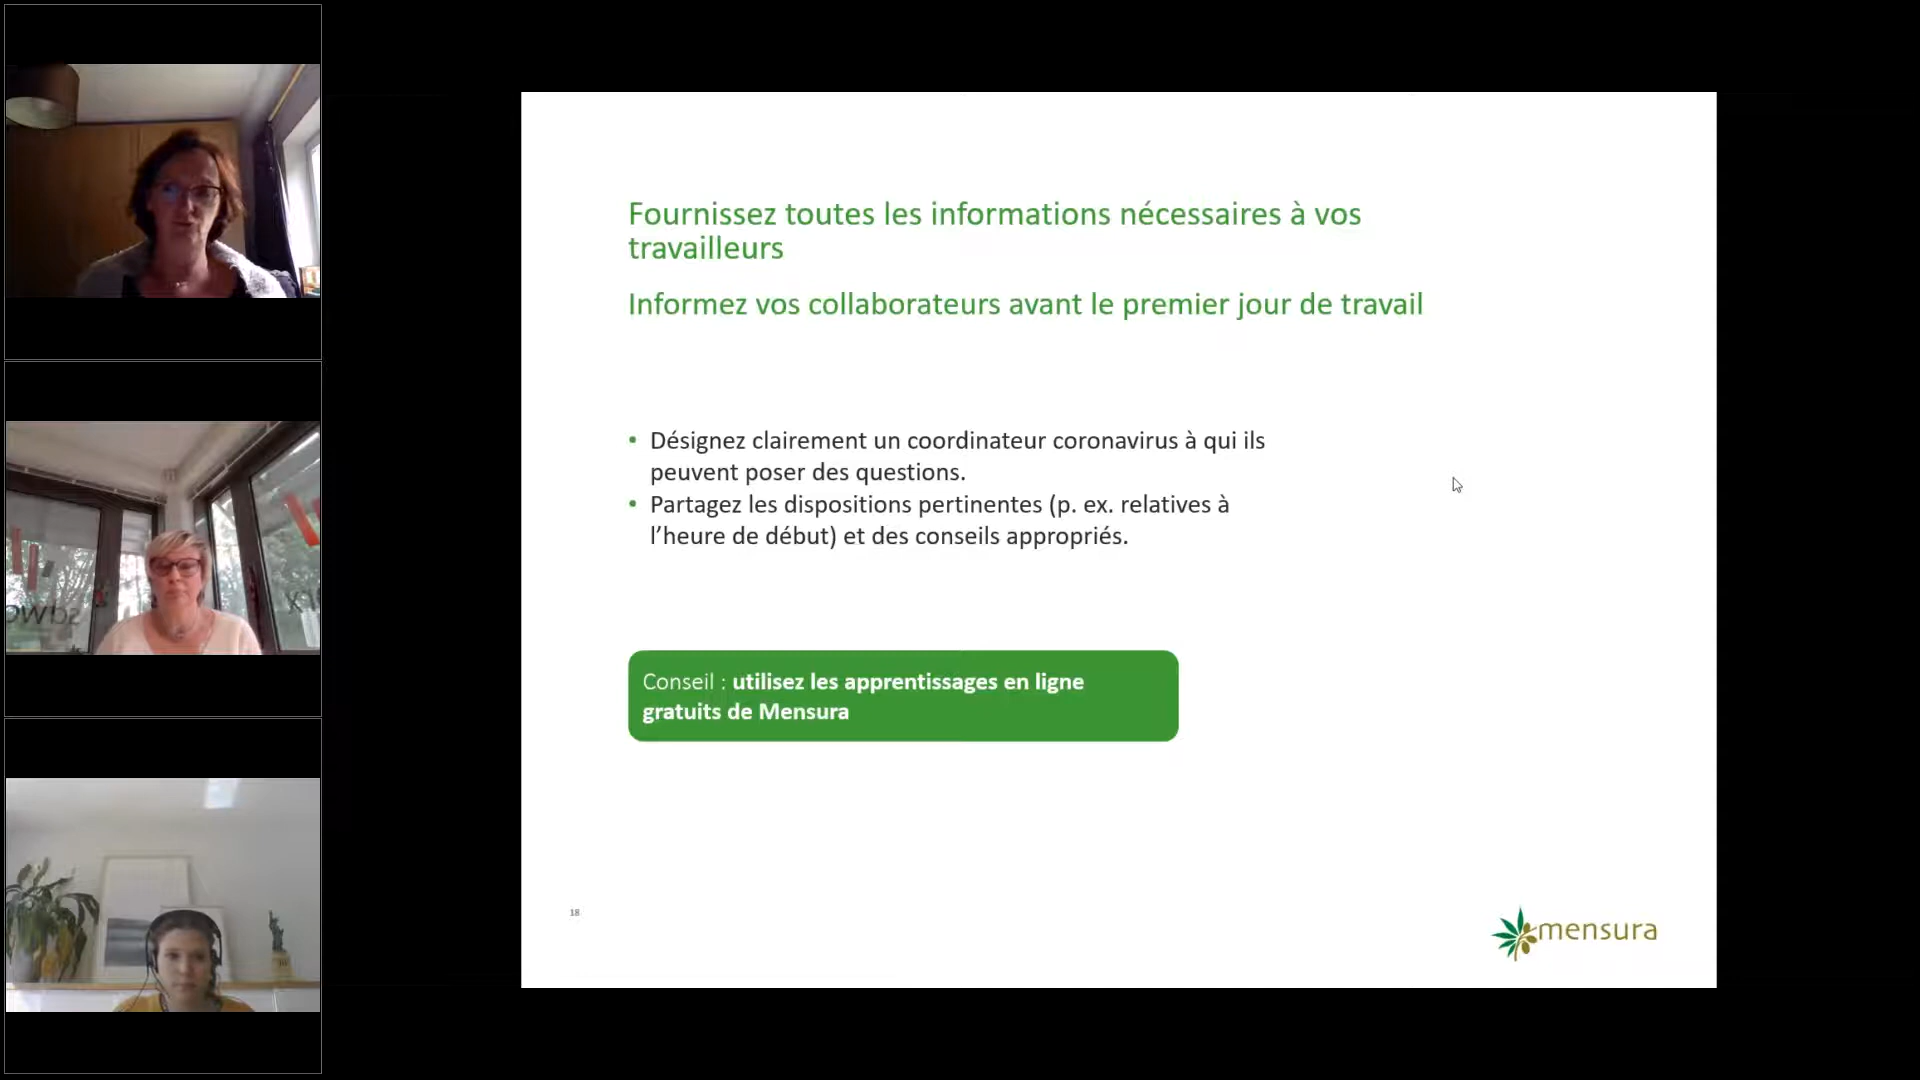 Fournissez toutes les informations nécessaires à vos
travailleurs
Informez vos collaborateurs avant le premier jour de travail
• Désignez clairement un coordinateur coronavirus à qui ils
peuvent poser des questions.
• Partagez les dispositions pertinentes (p. ex. relatives à
l’heure de début) et des conseils appropriés.
Conseil : utilisez les apprentissages en ligne
gratuits de Mensura
18
mensura